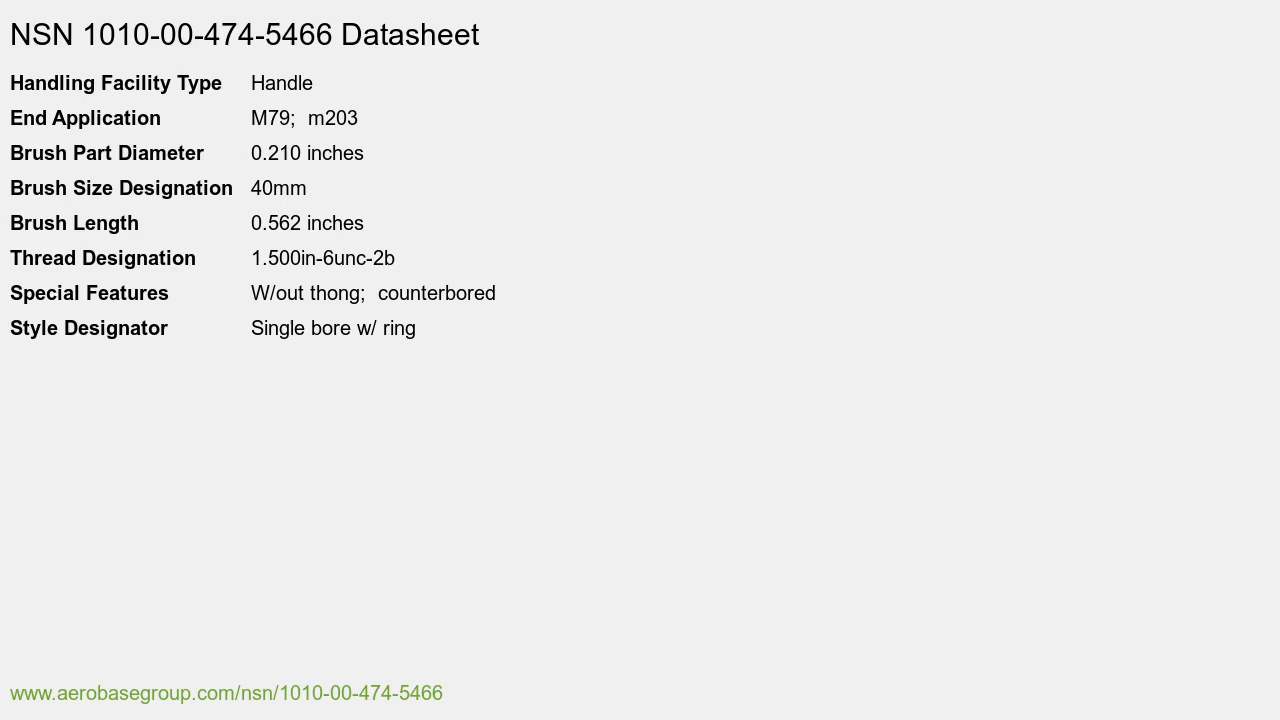 NSN 1010-00-474-5466 Datasheet
Handling Facility Type Handle
End Application M79;  m203
Brush Part Diameter 0.210 inches
Brush Size Designation 40mm
Brush Length 0.562 inches
Thread Designation 1.500in-6unc-2b
Special Features W/out thong;  counterbored
Style Designator Single bore w/ ring
www.aerobasegroup.com/nsn/1010-00-474-5466